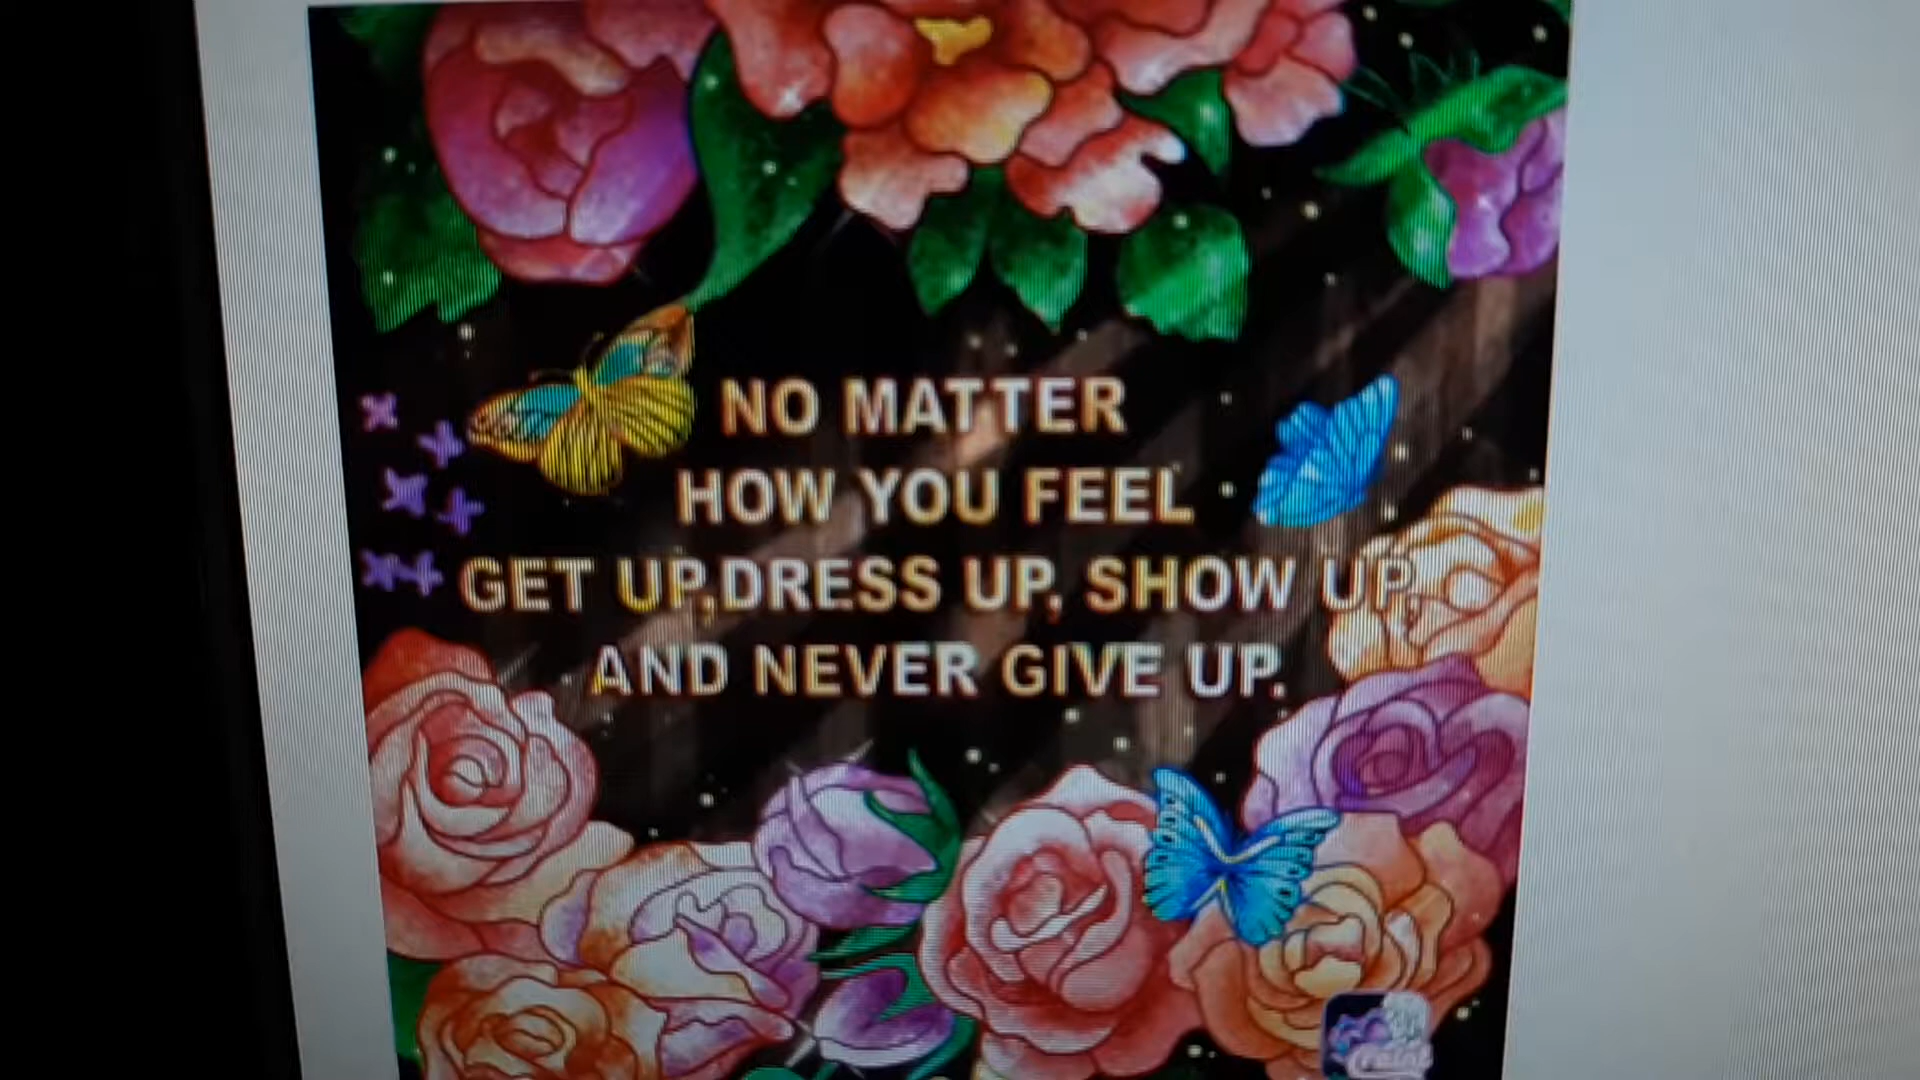 NO MATTER
HOW YOU FEEL
GET UP,DRESS UP, SHOW UP,
AND NEVER GIVE UP.